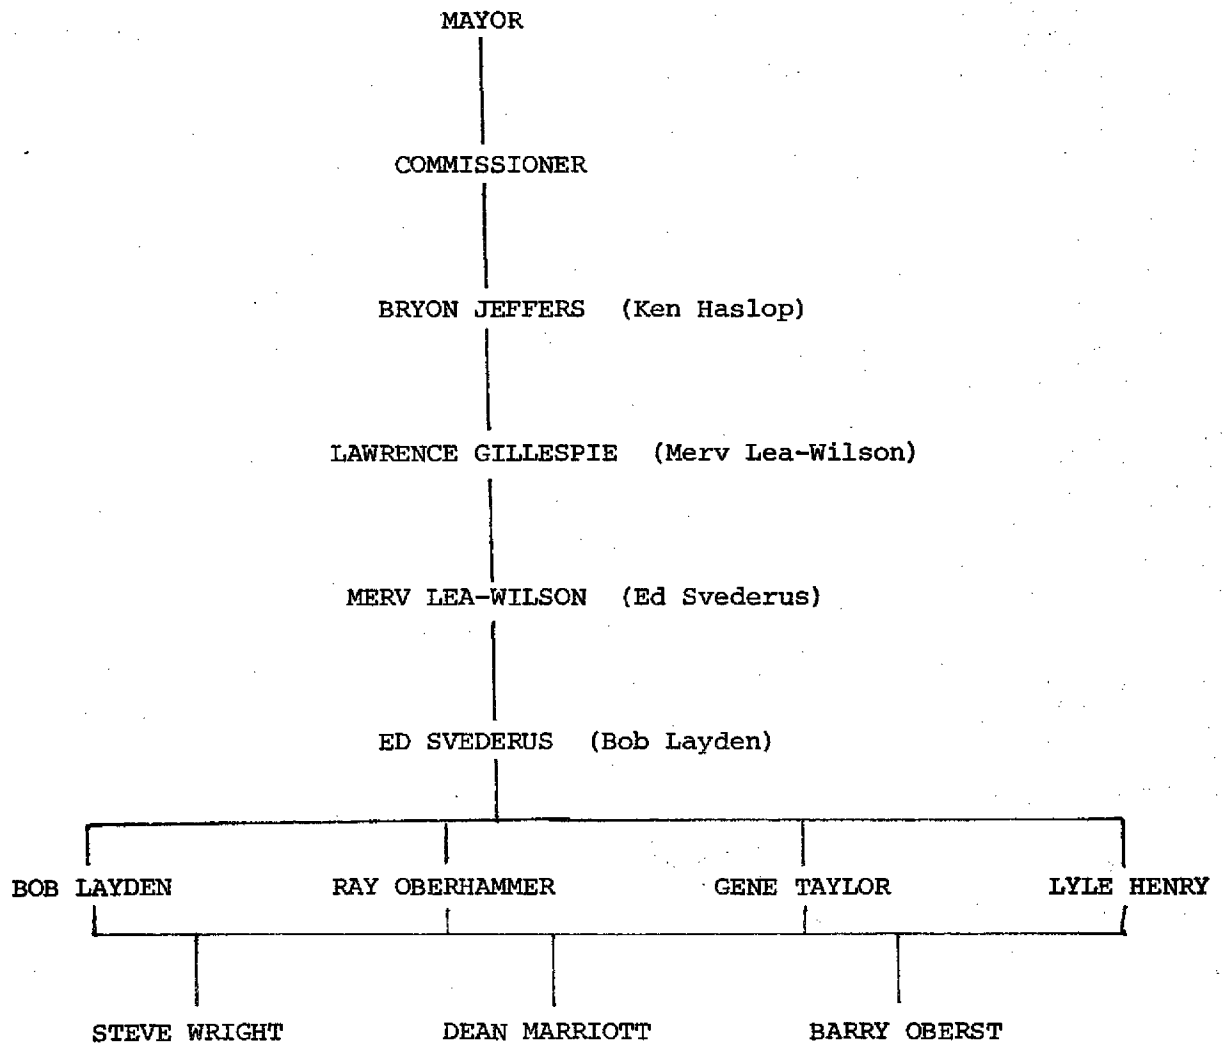 MAYOR
COMMISSIONER
BRYON JEFFERS (Ken Haslop)
LAWRENCE GILLESPIE (Merv Lea-Wilson)
MERV LEA-WILSON (Ed Svederus)
ED SVEDERUS (Bob Layden)
BOB LAYDEN RAY OBERHAMMER GENE TAYLOR LYLE HENRY
STEVE WRIGHT DEAN MARRIOTT BARRY OBERST